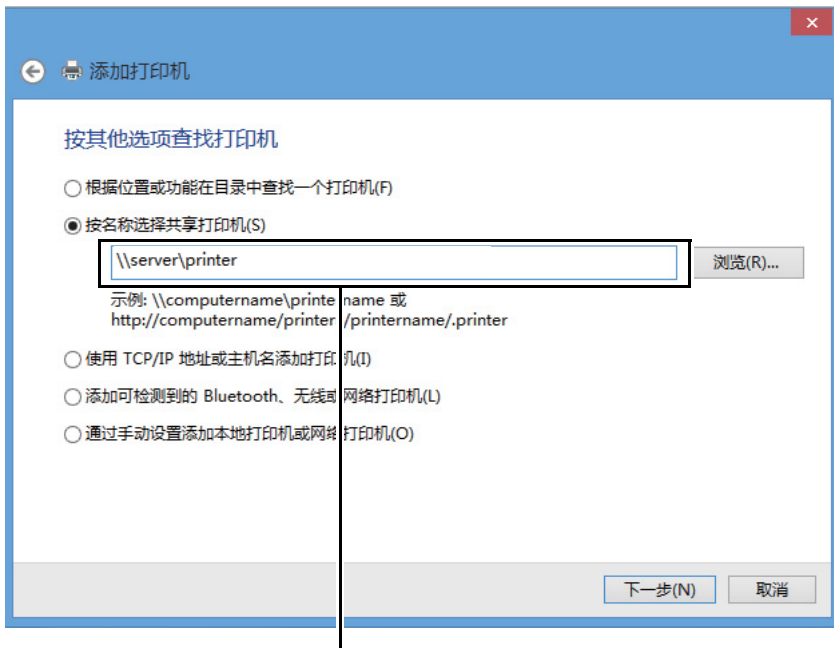 添加打印机
按其他选项查找打印机
根据位置或功能在目录中查找一个打印机(F)
按名称选择共享打印机(S)
\\server\printer
浏览(R)...
示例: \\computername\printername 或
http://computername/printers/printername/.printer
使用 TCP/IP 地址或主机名添加打印机(I)
添加可检测到的 Bluetooth、无线或网络打印机(L)
通过手动设置添加本地打印机或网络打印机(O)
下一步(N)
取消